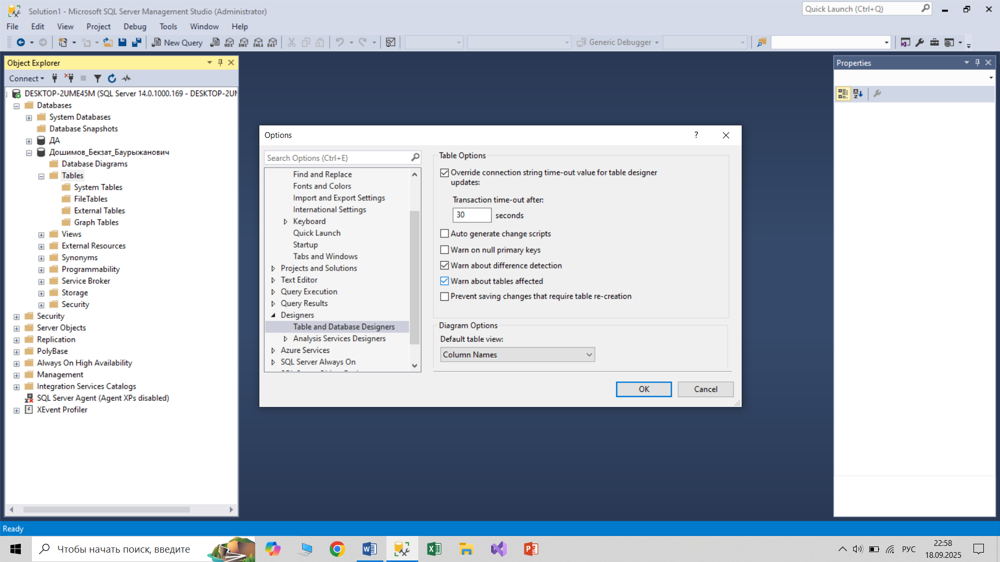 Solution1 - Microsoft SQL Server Management Studio (Administrator)
Quick Launch (Ctrl+Q)
File Edit View Project Debug Tools Window Help
New Query MDX DMX XMLA DAX Generic Debugger
Object Explorer
Connect
DESKTOP-2UME45M (SQL Server 14.0.1000.169 - DESKTOP-2UM
Databases
System Databases
Database Snapshots
ДА
Дошимов_Бекзат_Баурыжанович
Database Diagrams
Tables
System Tables
FileTables
External Tables
Graph Tables
Views
External Resources
Synonyms
Programmability
Service Broker
Storage
Security
Security
Server Objects
Replication
PolyBase
Always On High Availability
Management
Integration Services Catalogs
SQL Server Agent (Agent XPs disabled)
XEvent Profiler
Options
?
Search Options (Ctrl+E)
Find and Replace
Fonts and Colors
Import and Export Settings
International Settings
Keyboard
Quick Launch
Startup
Tabs and Windows
Projects and Solutions
Text Editor
Query Execution
Query Results
Designers
Table and Database Designers
Analysis Services Designers
Azure Services
SQL Server Always On
Table Options
Override connection string time-out value for table designer
updates:
Transaction time-out after:
30 seconds
Auto generate change scripts
Warn on null primary keys
Warn about difference detection
Warn about tables affected
Prevent saving changes that require table re-creation
Diagram Options
Default table view:
Column Names
OK Cancel
Properties
Ready
Чтобы начать поиск, введите
РУС
22:58
18.09.2025